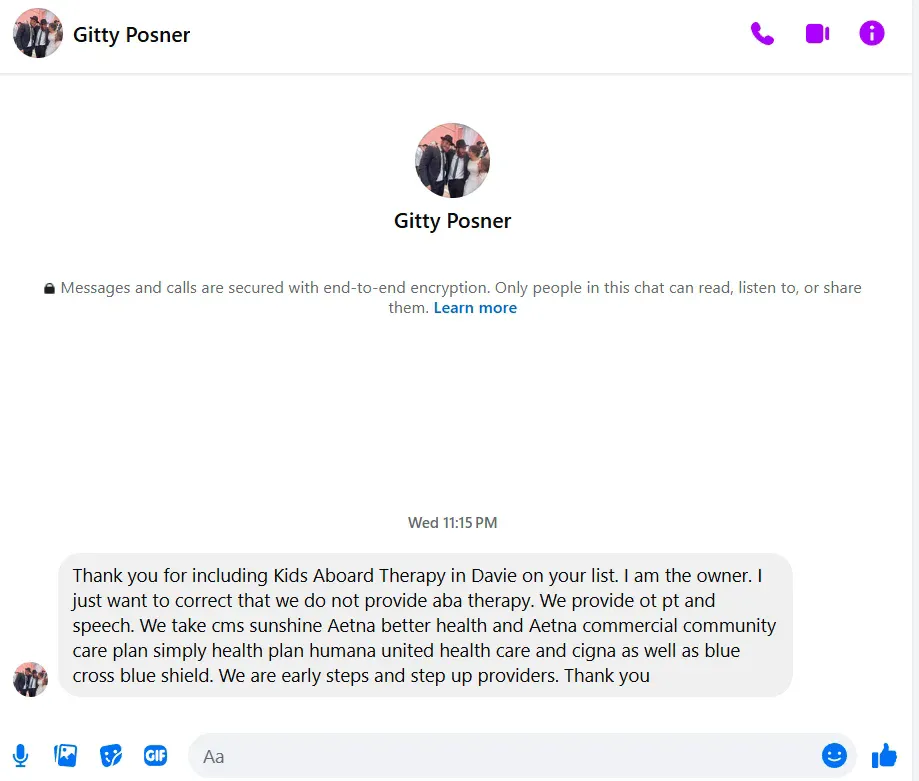 Gitty Posner
Gitty Posner
Messages and calls are secured with end-to-end encryption. Only people in this chat can read, listen to, or share
them. Learn more
Wed 11:15 PM
Thank you for including Kids Aboard Therapy in Davie on your list. I am the owner. I
just want to correct that we do not provide aba therapy. We provide ot pt and
speech. We take cms sunshine Aetna better health and Aetna commercial community
care plan simply health plan humana united health care and cigna as well as blue
cross blue shield. We are early steps and step up providers. Thank you
GIF
Aa